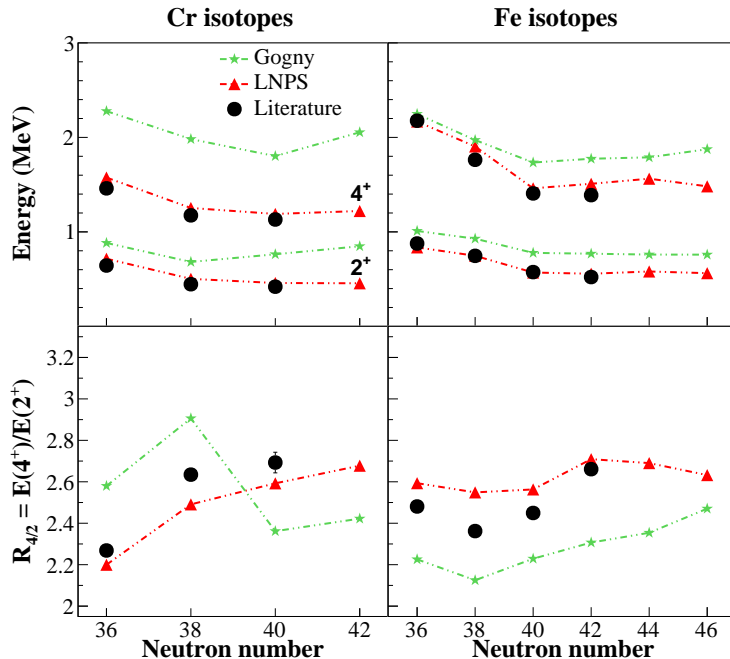 Cr isotopes
Fe isotopes
Energy (MeV)
3
2
1
Gogny
LNPS
Literature
4⁺
2⁺
R₄/₂ = E(4⁺)/E(2⁺)
3.2
3
2.8
2.6
2.4
2.2
2
36 38 40 42
36 38 40 42 44 46
Neutron number
Neutron number